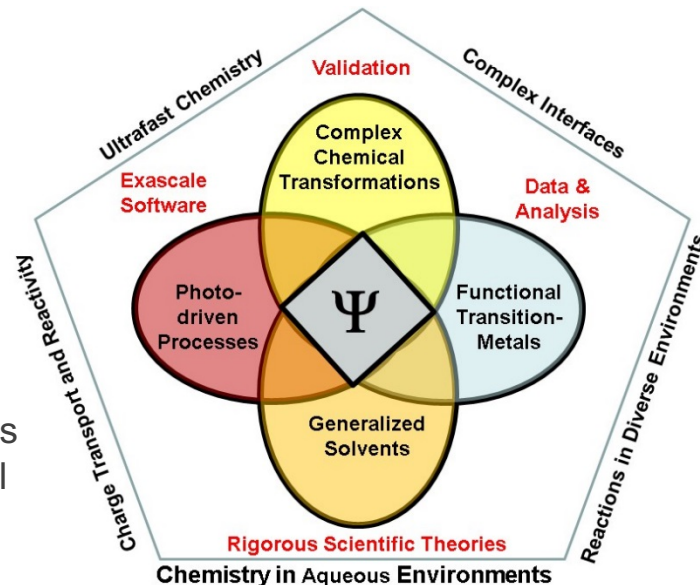 Ultrafast Chemistry
Complex Interfaces
Validation
Complex
Chemical
Transformations
Exascale
Software
Data &
Analysis
Photo-
driven
Processes
Ψ
Functional
Transition-
Metals
Generalized
Solvents
Charge Transport and Reactivity
Reactions in Diverse Environments
s
l
Rigorous Scientific Theories
Chemistry in Aqueous Environments